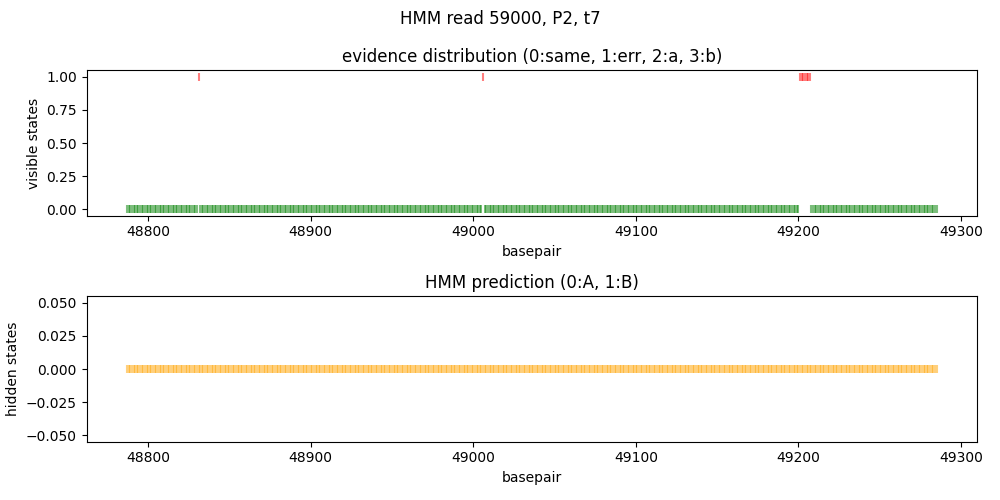 HMM read 59000, P2, t7
evidence distribution (0:same, 1:err, 2:a, 3:b)
visible states
1.00
0.75
0.50
0.25
0.00
48800 48900 49000 49100 49200 49300
basepair
HMM prediction (0:A, 1:B)
hidden states
0.050
0.025
0.000
−0.025
−0.050
48800 48900 49000 49100 49200 49300
basepair